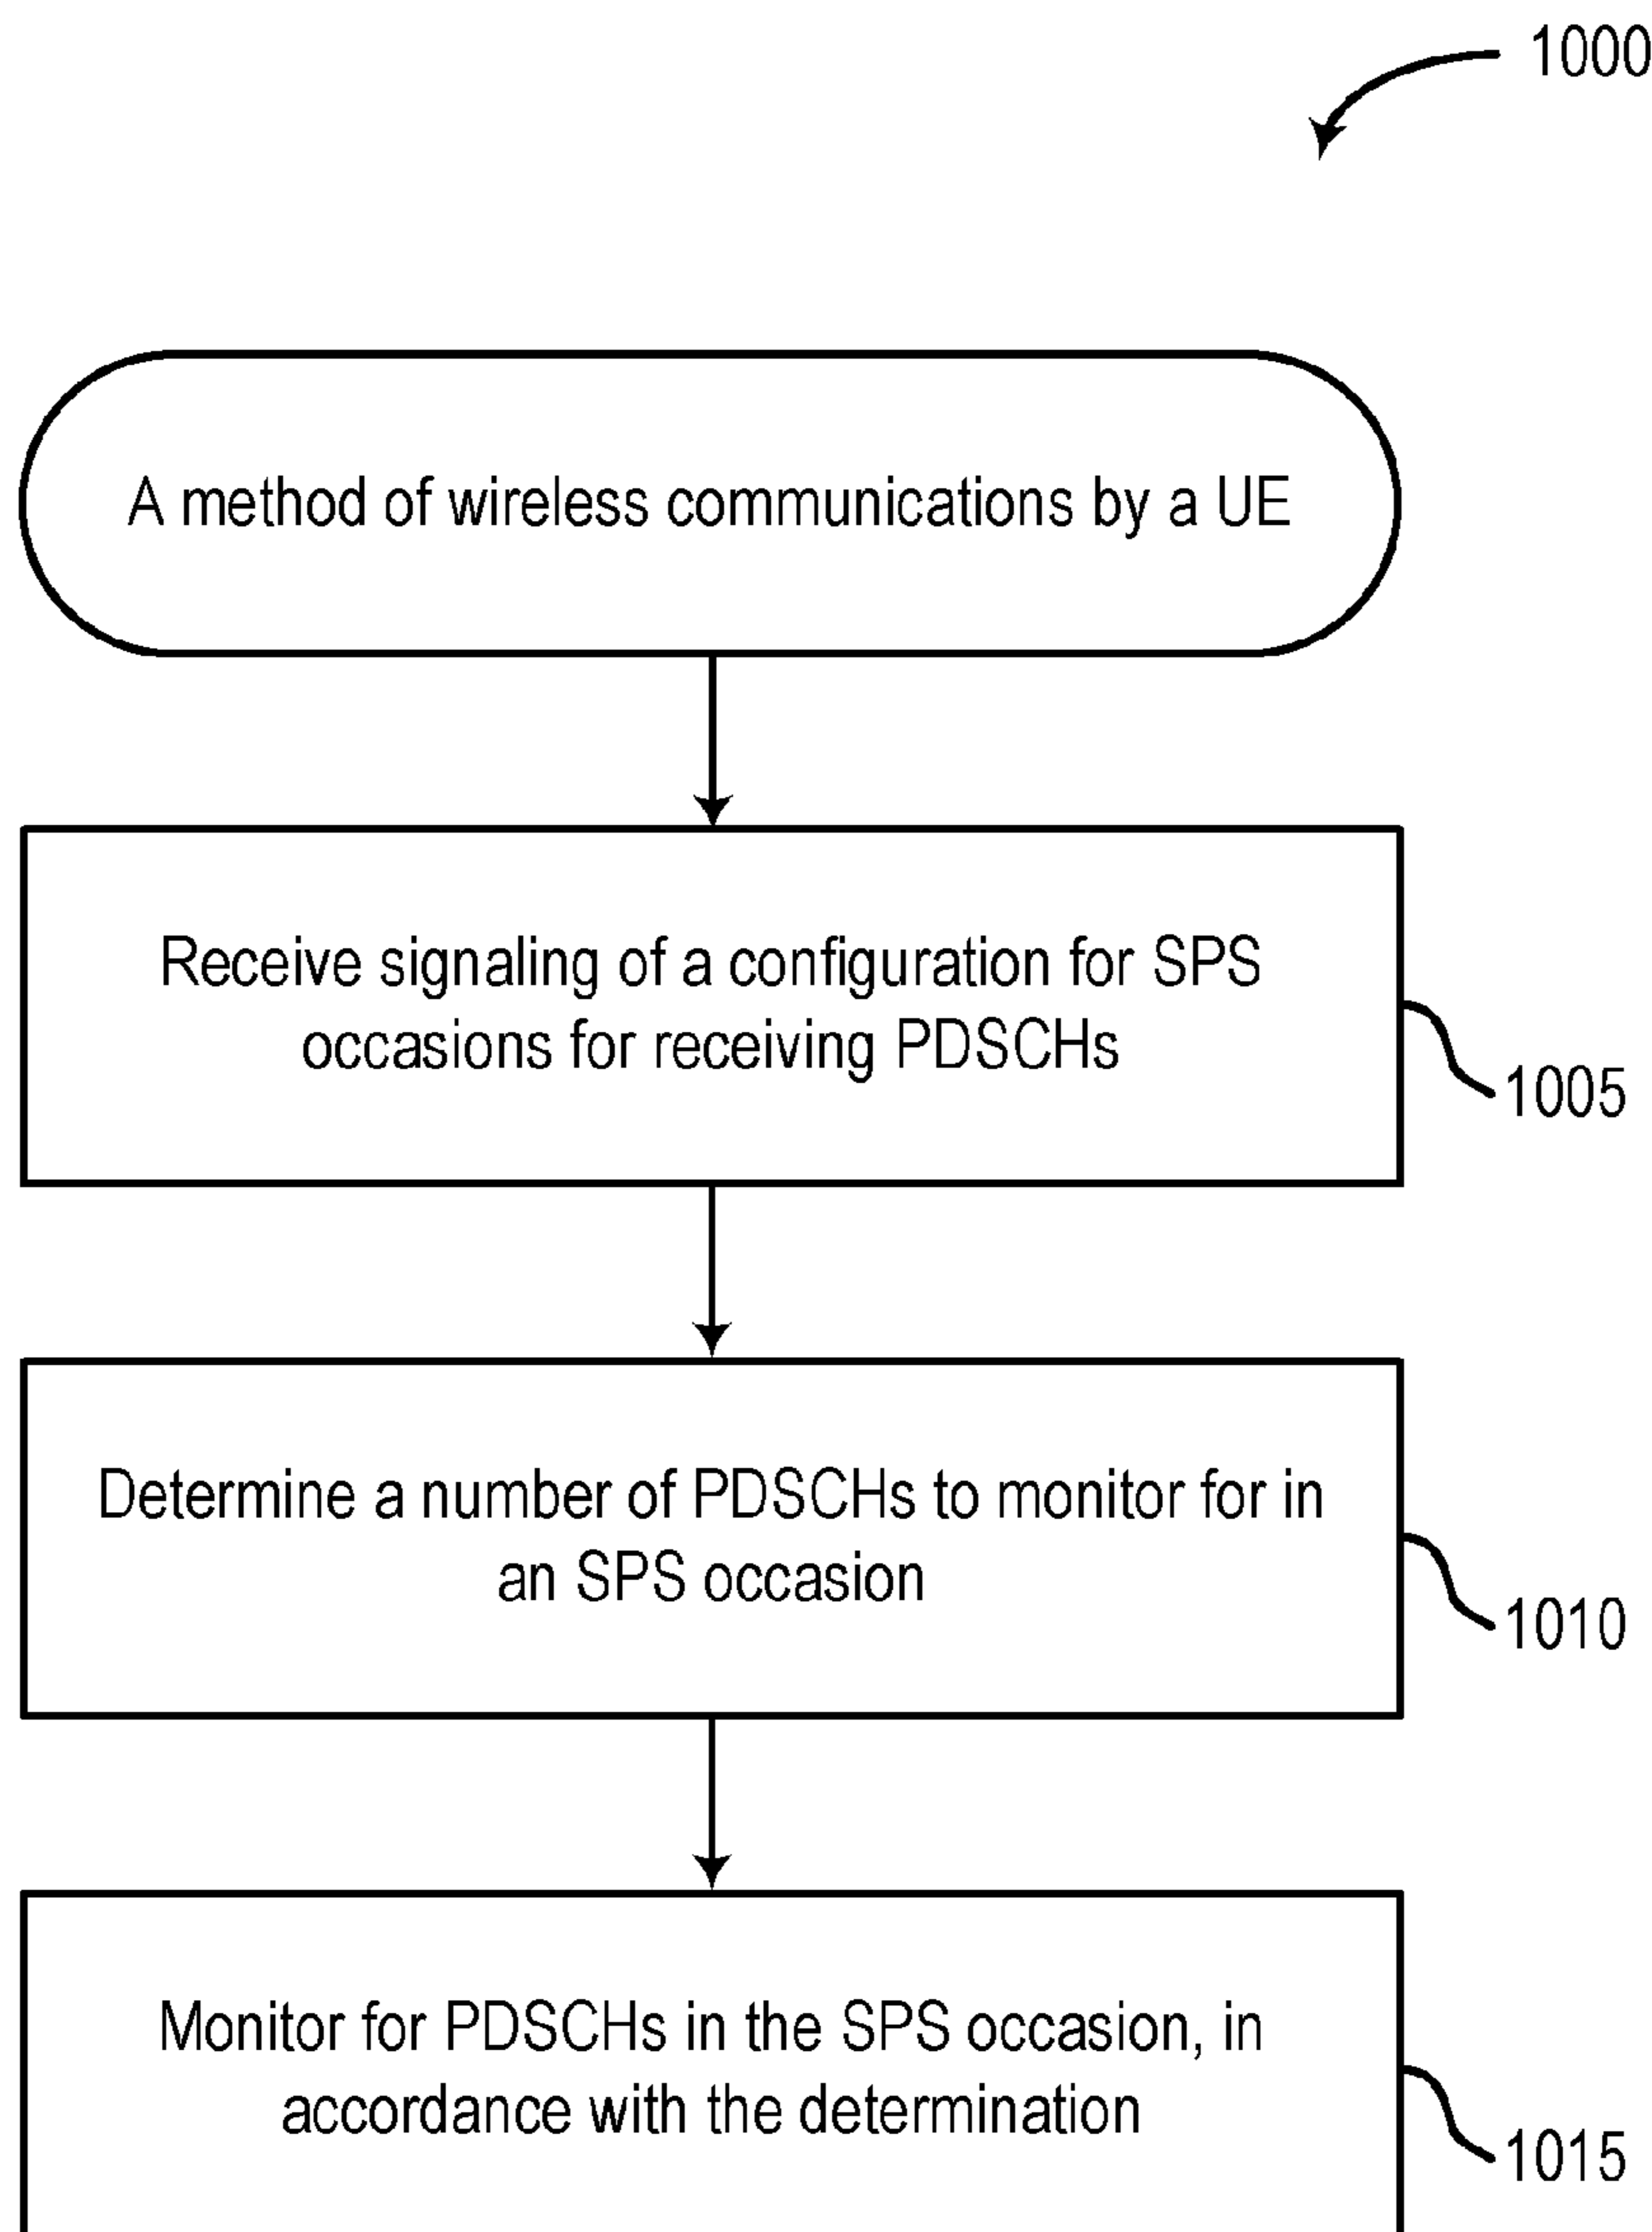 1000
A method of wireless communications by a UE
Receive signaling of a configuration for SPS
occasions for receiving PDSCHs
1005
Determine a number of PDSCHs to monitor for in
an SPS occasion
1010
Monitor for PDSCHs in the SPS occasion, in
accordance with the determination
1015